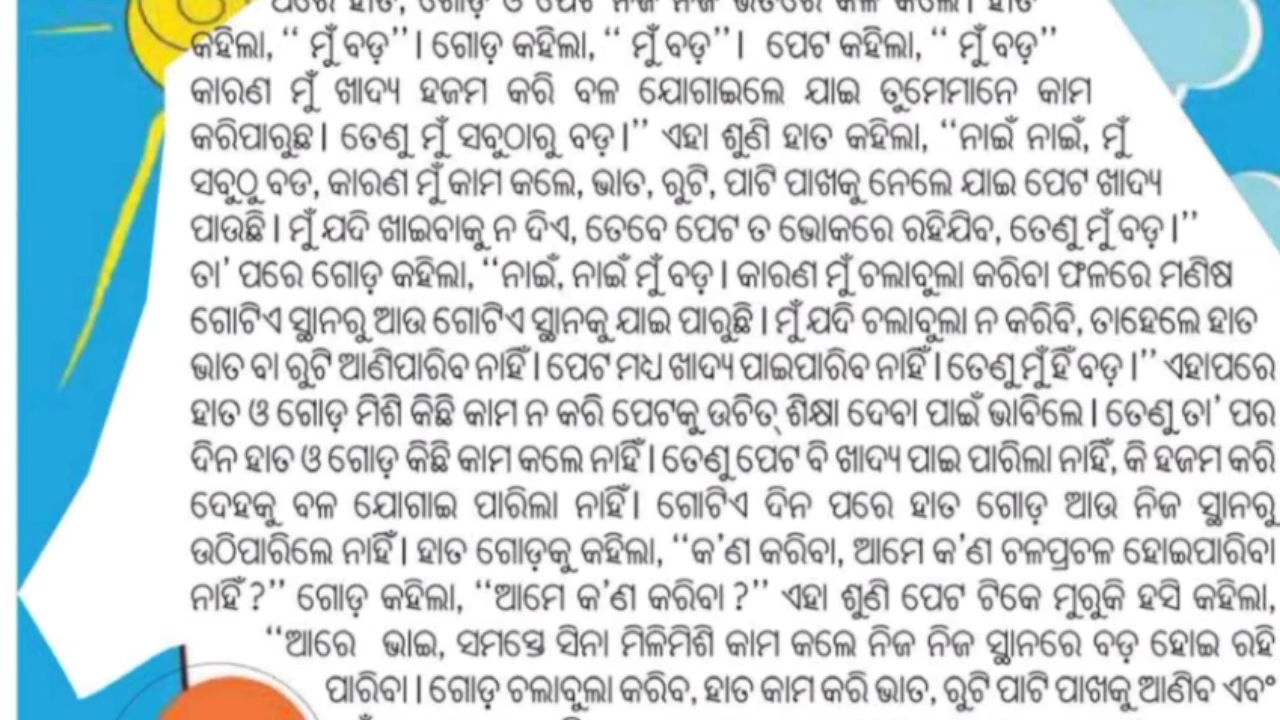 ପରେ ହାତ, ଗୋଡ଼ ଓ ପେଟ ନିଜ ନିଜ ଭିତରେ କଳି କଲେ। ହାତ
କହିଲା, ‘‘ ମୁଁ ବଡ଼’’। ଗୋଡ଼ କହିଲା, ‘‘ ମୁଁ ବଡ଼’’। ପେଟ କହିଲା, ‘‘ ମୁଁ ବଡ଼’’
କାରଣ ମୁଁ ଖାଦ୍ୟ ହଜମ କରି ବଳ ଯୋଗାଇଲେ ଯାଇ ତୁମେମାନେ କାମ
କରିପାରୁଛ। ତେଣୁ ମୁଁ ସବୁଠାରୁ ବଡ଼।’’ ଏହା ଶୁଣି ହାତ କହିଲା, ‘‘ନାଇଁ ନାଇଁ, ମୁଁ
ସବୁଠୁ ବଡ, କାରଣ ମୁଁ କାମ କଲେ, ଭାତ, ରୁଟି, ପାଟି ପାଖକୁ ନେଲେ ଯାଇ ପେଟ ଖାଦ୍ୟ
ପାଉଛି। ମୁଁ ଯଦି ଖାଇବାକୁ ନ ଦିଏ, ତେବେ ପେଟ ତ ଭୋକରେ ରହିଯିବ, ତେଣୁ ମୁଁ ବଡ଼।’’
ତା’ ପରେ ଗୋଡ଼ କହିଲା, ‘‘ନାଇଁ, ନାଇଁ ମୁଁ ବଡ଼। କାରଣ ମୁଁ ଚଲାବୁଲା କରିବା ଫଳରେ ମଣିଷ
ଗୋଟିଏ ସ୍ଥାନରୁ ଆଉ ଗୋଟିଏ ସ୍ଥାନକୁ ଯାଇ ପାରୁଛି। ମୁଁ ଯଦି ଚଲାବୁଲା ନ କରିବି, ତାହେଲେ ହାତ
ଭାତ ବା ରୁଟି ଆଣିପାରିବ ନାହିଁ। ପେଟ ମଧ୍ୟ ଖାଦ୍ୟ ପାଇପାରିବ ନାହିଁ। ତେଣୁ ମୁଁ ହିଁ ବଡ଼।’’ ଏହାପରେ
ହାତ ଓ ଗୋଡ଼ ମିଶି କିଛି କାମ ନ କରି ପେଟକୁ ଉଚିତ୍ ଶିକ୍ଷା ଦେବା ପାଇଁ ଭାବିଲେ। ତେଣୁ ତା’ ପର
ଦିନ ହାତ ଓ ଗୋଡ଼ କିଛି କାମ କଲେ ନାହିଁ। ତେଣୁ ପେଟ ବି ଖାଦ୍ୟ ପାଇ ପାରିଲା ନାହିଁ, କି ହଜମ କରି
ଦେହକୁ ବଳ ଯୋଗାଇ ପାରିଲା ନାହିଁ। ଗୋଟିଏ ଦିନ ପରେ ହାତ ଗୋଡ଼ ଆଉ ନିଜ ସ୍ଥାନରୁ
ଉଠିପାରିଲେ ନାହିଁ। ହାତ ଗୋଡ଼କୁ କହିଲା, ‘‘କ’ଣ କରିବା, ଆମେ କ’ଣ ଚଳପ୍ରଚଳ ହୋଇପାରିବା
ନାହିଁ?’’ ଗୋଡ଼ କହିଲା, ‘‘ଆମେ କ’ଣ କରିବା?’’ ଏହା ଶୁଣି ପେଟ ଟିକେ ମୁରୁକି ହସି କହିଲା,
‘‘ଆରେ ଭାଇ, ସମସ୍ତେ ସିନା ମିଳିମିଶି କାମ କଲେ ନିଜ ନିଜ ସ୍ଥାନରେ ବଡ଼ ହୋଇ ରହି
ପାରିବା। ଗୋଡ଼ ଚଲାବୁଲା କରିବ, ହାତ କାମ କରି ଭାତ, ରୁଟି ପାଟି ପାଖକୁ ଆଣିବ ଏବଂ